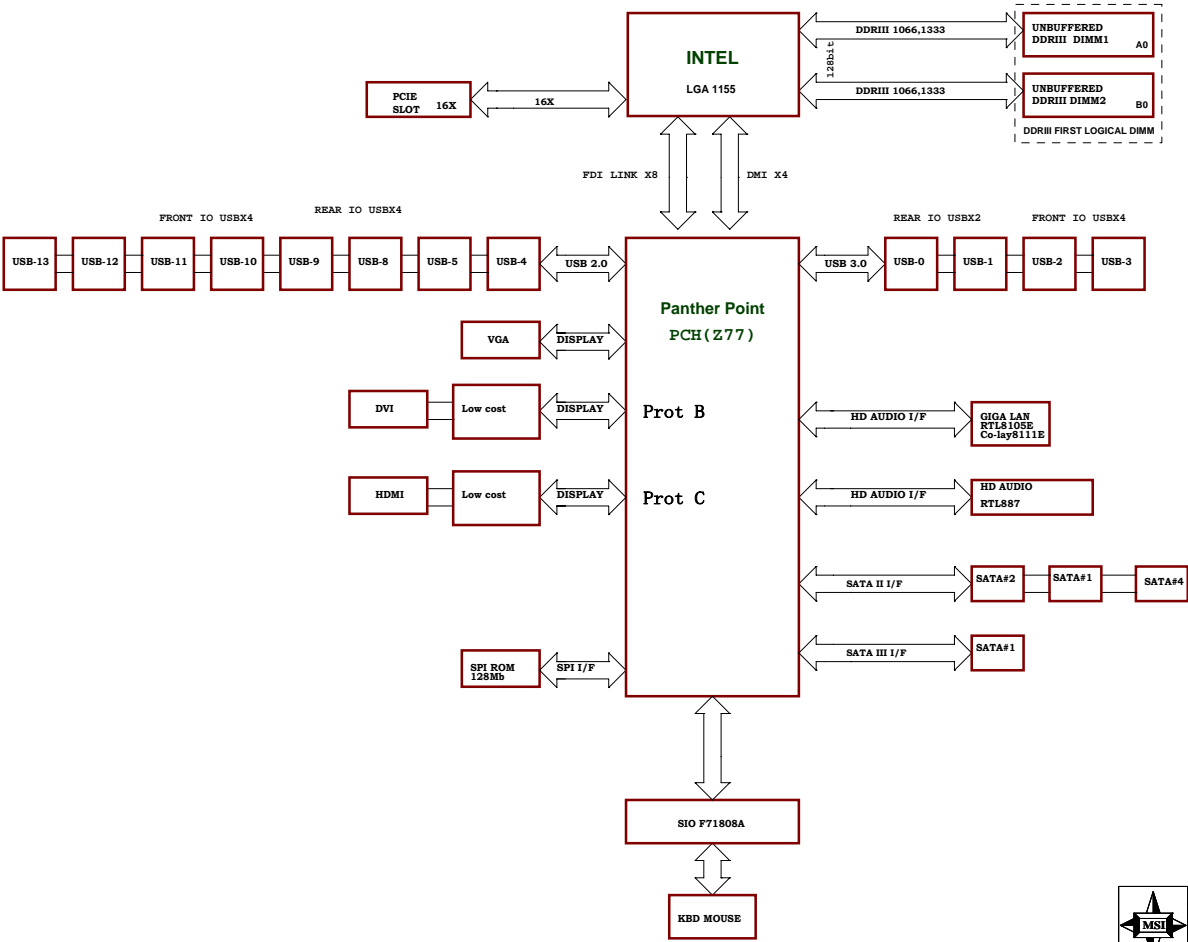 INTEL
LGA 1155
DDRIII 1066,1333
128bit
DDRIII 1066,1333
UNBUFFERED
DDRIII DIMM1
A0
UNBUFFERED
DDRIII DIMM2
B0
DDRIII FIRST LOGICAL DIMM
PCIE
SLOT 16X
16X
FDI LINK X8
DMI X4
FRONT IO USBX4
REAR IO USBX4
REAR IO USBX2
FRONT IO USBX4
USB-13
USB-12
USB-11
USB-10
USB-9
USB-8
USB-5
USB-4
USB 2.0
USB 3.0
USB-0
USB-1
USB-2
USB-3
Panther Point
PCH(Z77)
VGA
DISPLAY
DVI
Low cost
DISPLAY
Prot B
HD AUDIO I/F
GIGA LAN
RTL8105E
Co-lay8111E
HDMI
Low cost
DISPLAY
Prot C
HD AUDIO I/F
HD AUDIO
RTL887
SATA II I/F
SATA#2
SATA#1
SATA#4
SPI ROM
128Mb
SPI I/F
SATA III I/F
SATA#1
SIO F71808A
KBD MOUSE
MSI